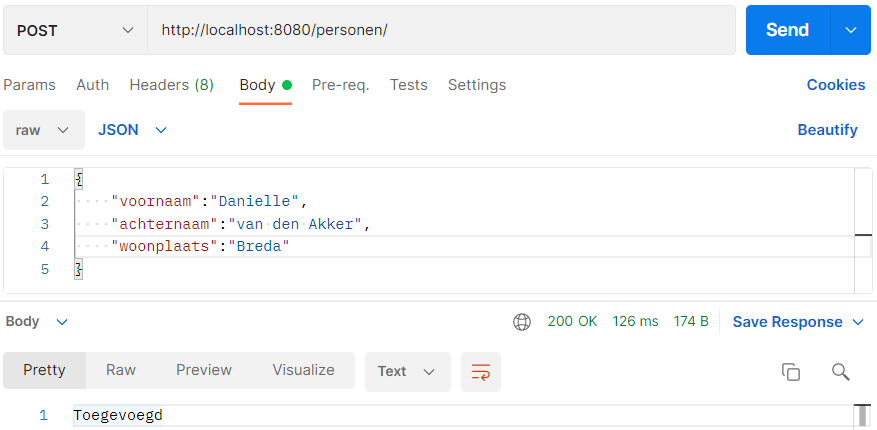 POST http://localhost:8080/personen/ Send
Params Auth Headers (8) Body Pre-req. Tests Settings Cookies
raw JSON Beautify
1 {
2 "voornaam":"Danielle",
3 "achternaam":"van den Akker",
4 "woonplaats":"Breda"
5 }
Body 200 OK 126 ms 174 B Save Response
Pretty Raw Preview Visualize Text
1 Toegevoegd